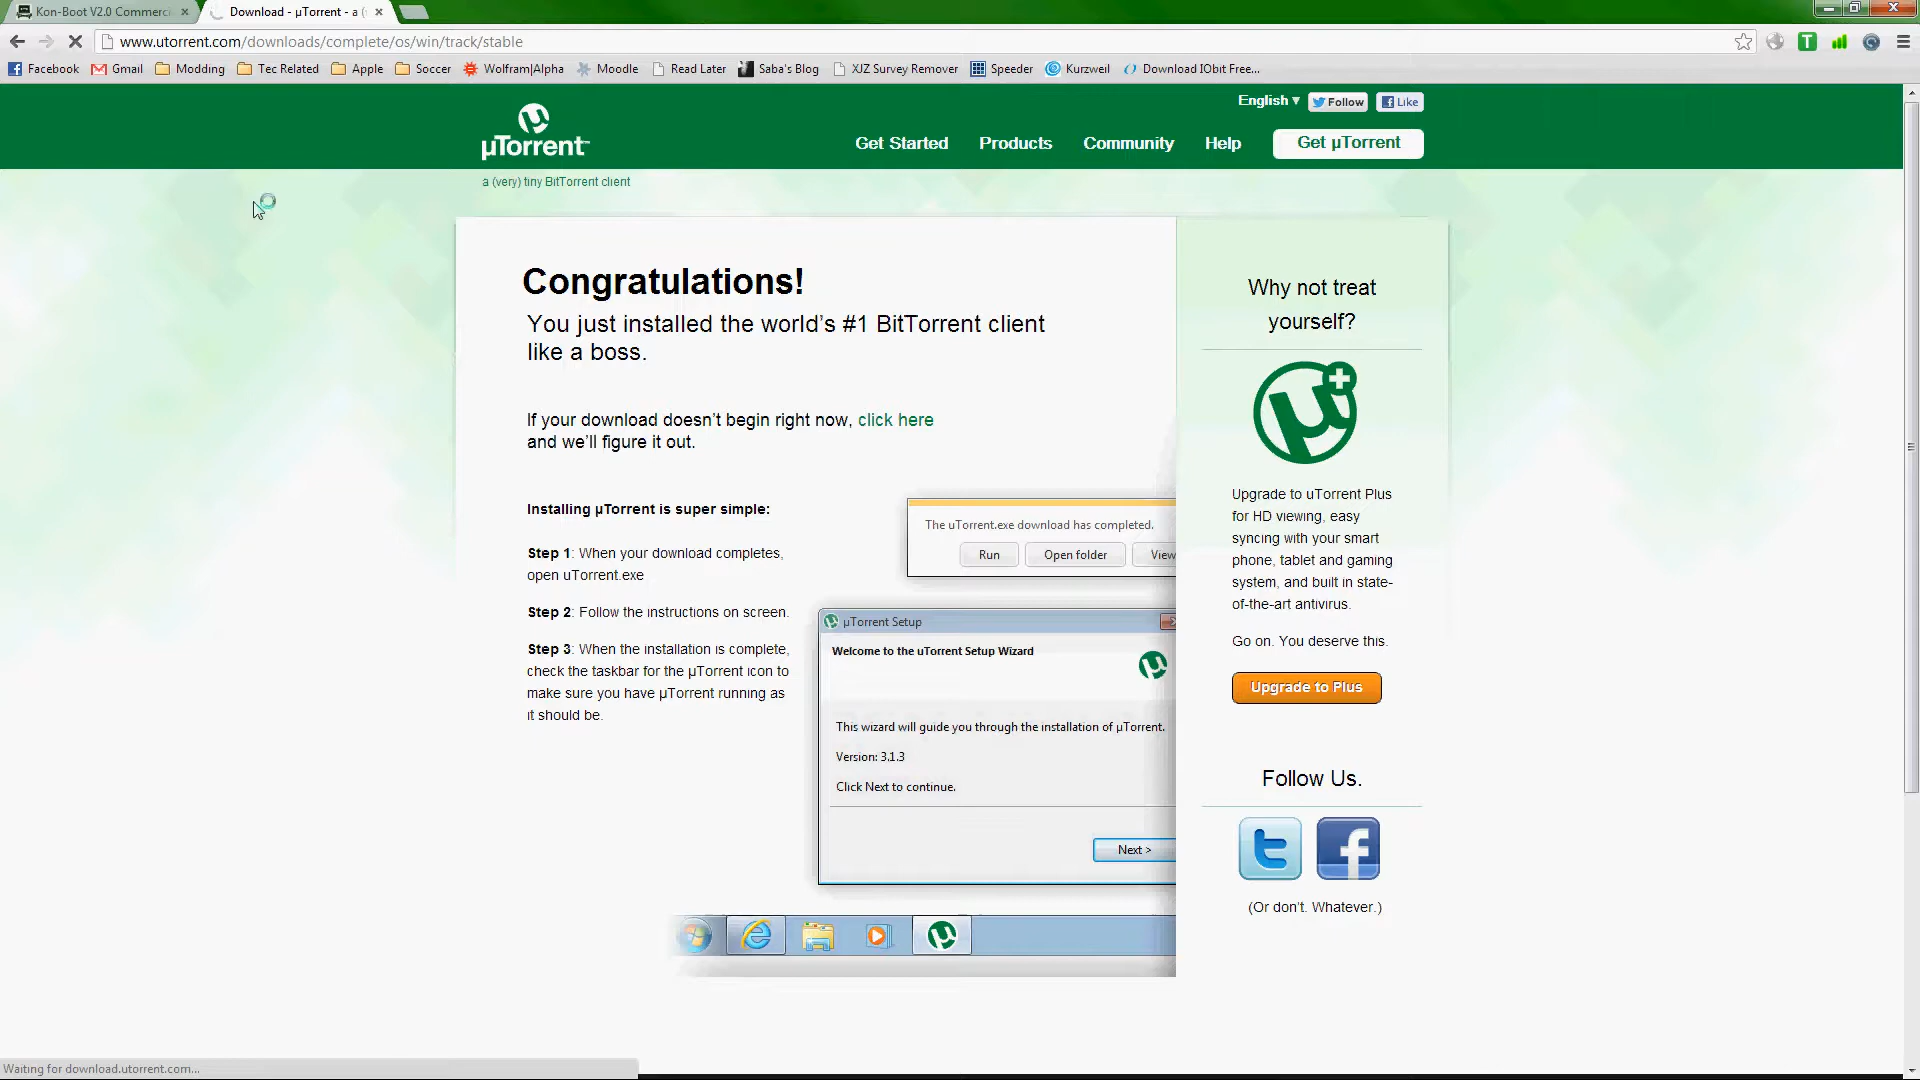 Kon-Boot V2.0 Commerci
Download - µTorrent - a (
www.utorrent.com/downloads/complete/os/win/track/stable
Facebook Gmail Modding Tec Related Apple Soccer Wolfram|Alpha Moodle Read Later Saba's Blog XJZ Survey Remover Speeder Kurzweil Download IObit Free...
English ▾ Follow Like
µTorrent™
Get Started Products Community Help Get µTorrent
a (very) tiny BitTorrent client
Congratulations!
You just installed the world's #1 BitTorrent client
like a boss.
If your download doesn't begin right now, click here
and we'll figure it out.
Installing µTorrent is super simple:
Step 1: When your download completes,
open uTorrent.exe
Step 2: Follow the instructions on screen.
Step 3: When the installation is complete,
check the taskbar for the µTorrent icon to
make sure you have µTorrent running as
it should be.
The uTorrent.exe download has completed.
Run Open folder View
µTorrent Setup
Welcome to the uTorrent Setup Wizard
This wizard will guide you through the installation of µTorrent.
Version: 3.1.3
Click Next to continue.
Next >
Why not treat
yourself?
Upgrade to uTorrent Plus
for HD viewing, easy
syncing with your smart
phone, tablet and gaming
system, and built in state-
of-the-art antivirus.
Go on. You deserve this.
Upgrade to Plus
Follow Us.
(Or don't. Whatever.)
Waiting for download.utorrent.com...